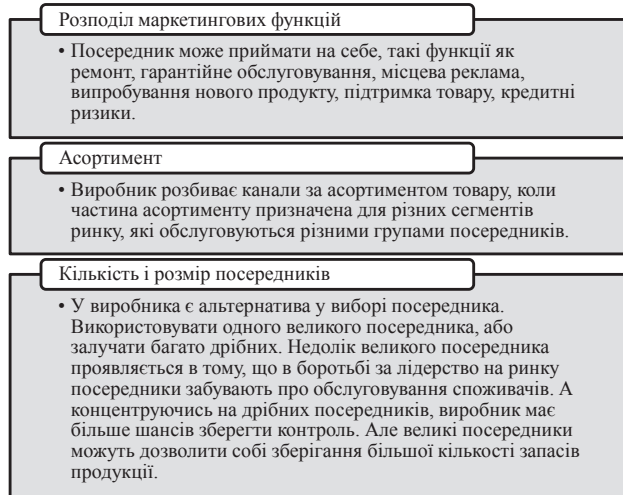 Розподіл маркетингових функцій
• Посередник може приймати на себе, такі функції як
ремонт, гарантійне обслуговування, місцева реклама,
випробування нового продукту, підтримка товару, кредитні
ризики.
Асортимент
• Виробник розбиває канали за асортиментом товару, коли
частина асортименту призначена для різних сегментів
ринку, які обслуговуються різними групами посередників.
Кількість і розмір посередників
• У виробника є альтернатива у виборі посередника.
Використовувати одного великого посередника, або
залучати багато дрібних. Недолік великого посередника
проявляється в тому, що в боротьбі за лідерство на ринку
посередники забувають про обслуговування споживачів. А
концентруючись на дрібних посередників, виробник має
більше шансів зберегти контроль. Але великі посередники
можуть дозволити собі зберігання більшої кількості запасів
продукції.